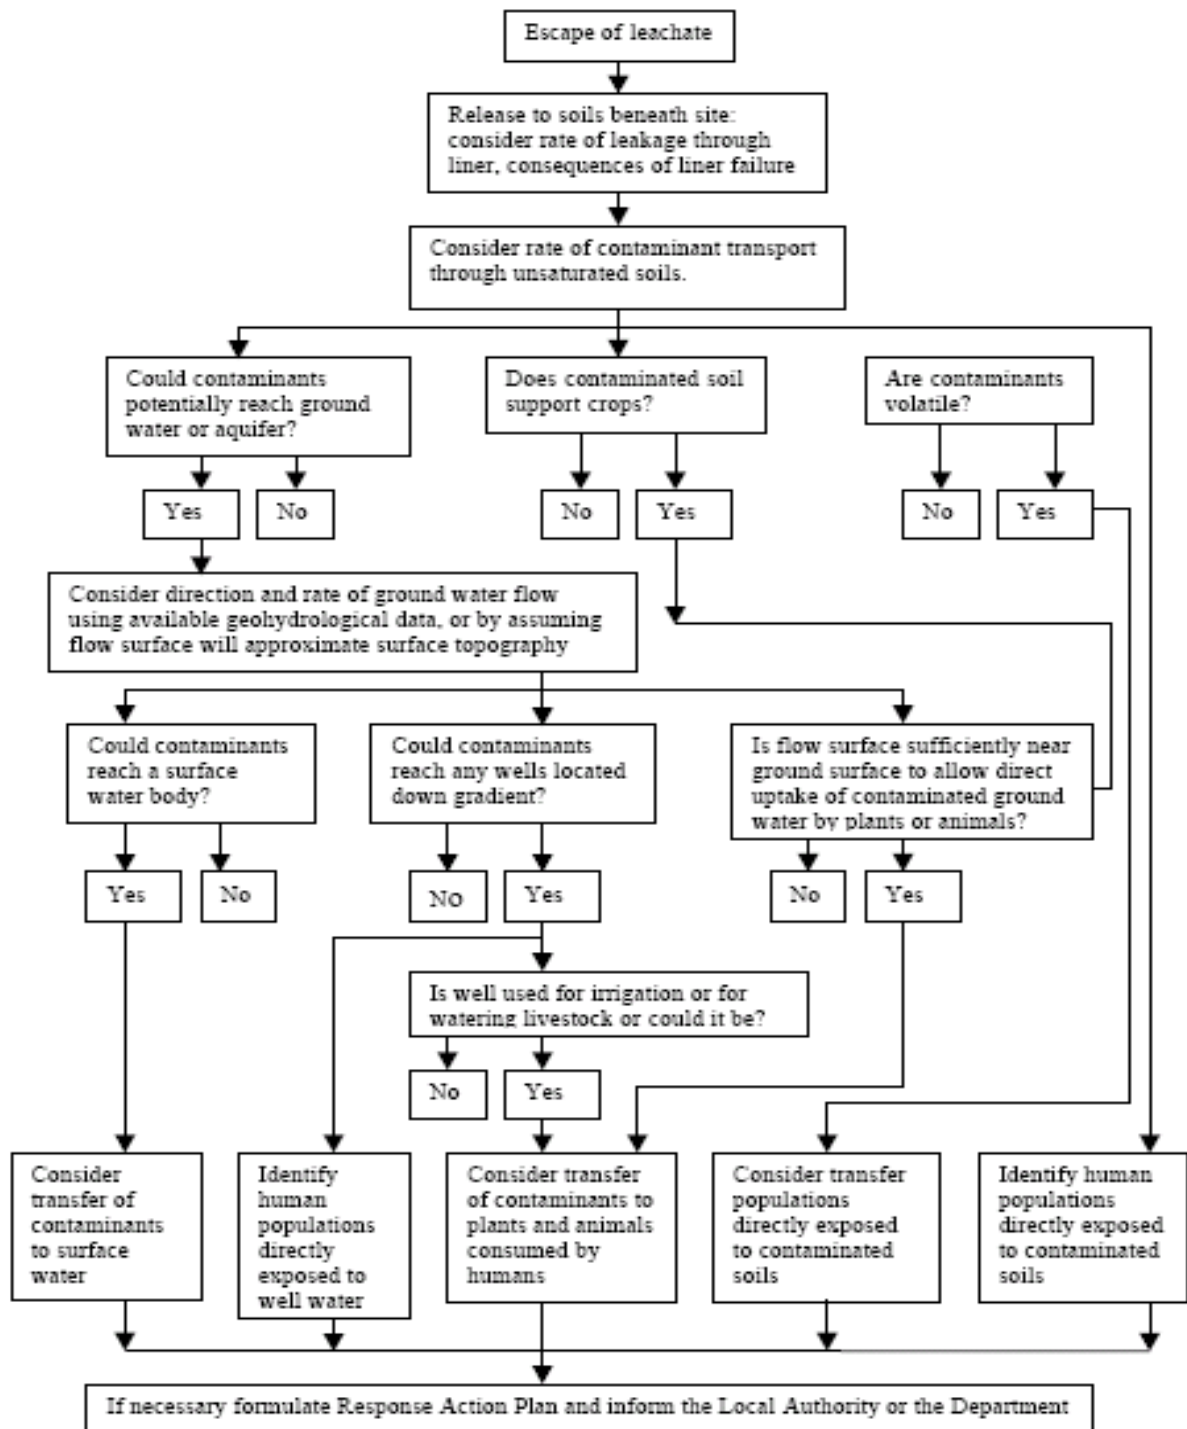 Escape of leachate
Release to soils beneath site:
consider rate of leakage through
liner, consequences of liner failure
Consider rate of contaminant transport
through unsaturated soils.
Could contaminants
potentially reach ground
water or aquifer?
Does contaminated soil
support crops?
Are contaminants
volatile?
Yes
No
No
Yes
No
Yes
Consider direction and rate of ground water flow
using available geohydrological data, or by assuming
flow surface will approximate surface topography
Could contaminants
reach a surface
water body?
Could contaminants
reach any wells located
down gradient?
Is flow surface sufficiently near
ground surface to allow direct
uptake of contaminated ground
water by plants or animals?
Yes
No
NO
Yes
No
Yes
Is well used for irrigation or for
watering livestock or could it be?
No
Yes
Consider
transfer of
contaminants
to surface
water
Identify
human
populations
directly
exposed to
well water
Consider transfer
of contaminants to
plants and animals
consumed by
humans
Consider transfer
populations
directly exposed
to contaminated
soils
Identify human
populations
directly exposed
to contaminated
soils
If necessary formulate Response Action Plan and inform the Local Authority or the Department